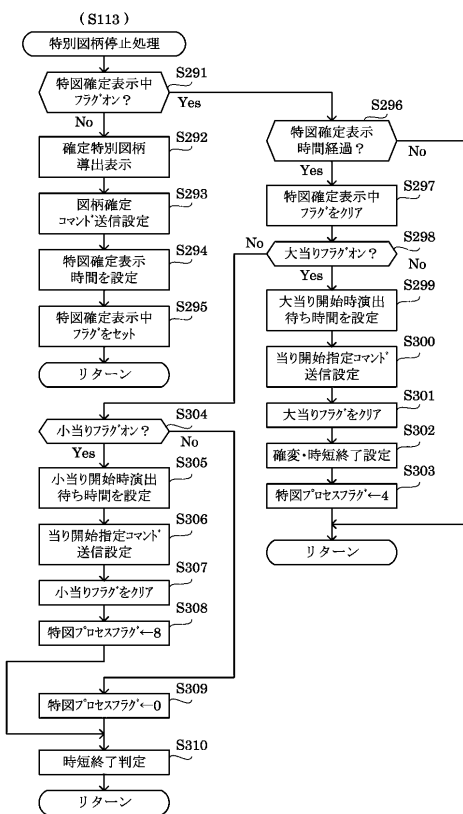 (S113)
特別図柄停止処理
S291
特図確定表示中
フラグオン?
Yes
No
S292
確定特別図柄
導出表示
S293
図柄確定
コマンド送信設定
S294
特図確定表示
時間を設定
S295
特図確定表示中
フラグをセット
リターン
S296
特図確定表示
時間経過?
No
Yes
S297
特図確定表示中
フラグをクリア
S298
No
大当りフラグオン?
No
Yes
S299
大当り開始時演出
待ち時間を設定
S300
当り開始指定コマンド
送信設定
S301
大当りフラグをクリア
S302
確変・時短終了設定
S303
特図プロセスフラグ←4
リターン
S304
小当りフラグオン?
Yes
No
S305
小当り開始時演出
待ち時間を設定
S306
当り開始指定コマンド
送信設定
S307
小当りフラグをクリア
S308
特図プロセスフラグ←8
S309
特図プロセスフラグ←0
S310
時短終了判定
リターン